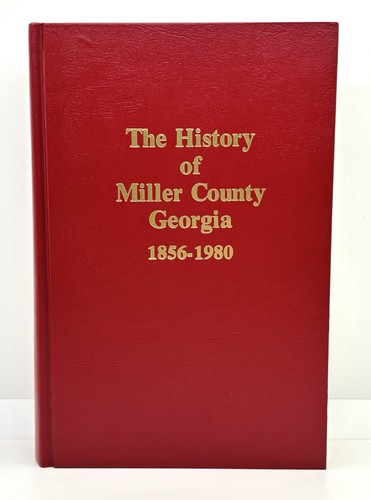 The History
of
Miller County
Georgia
1856-1980